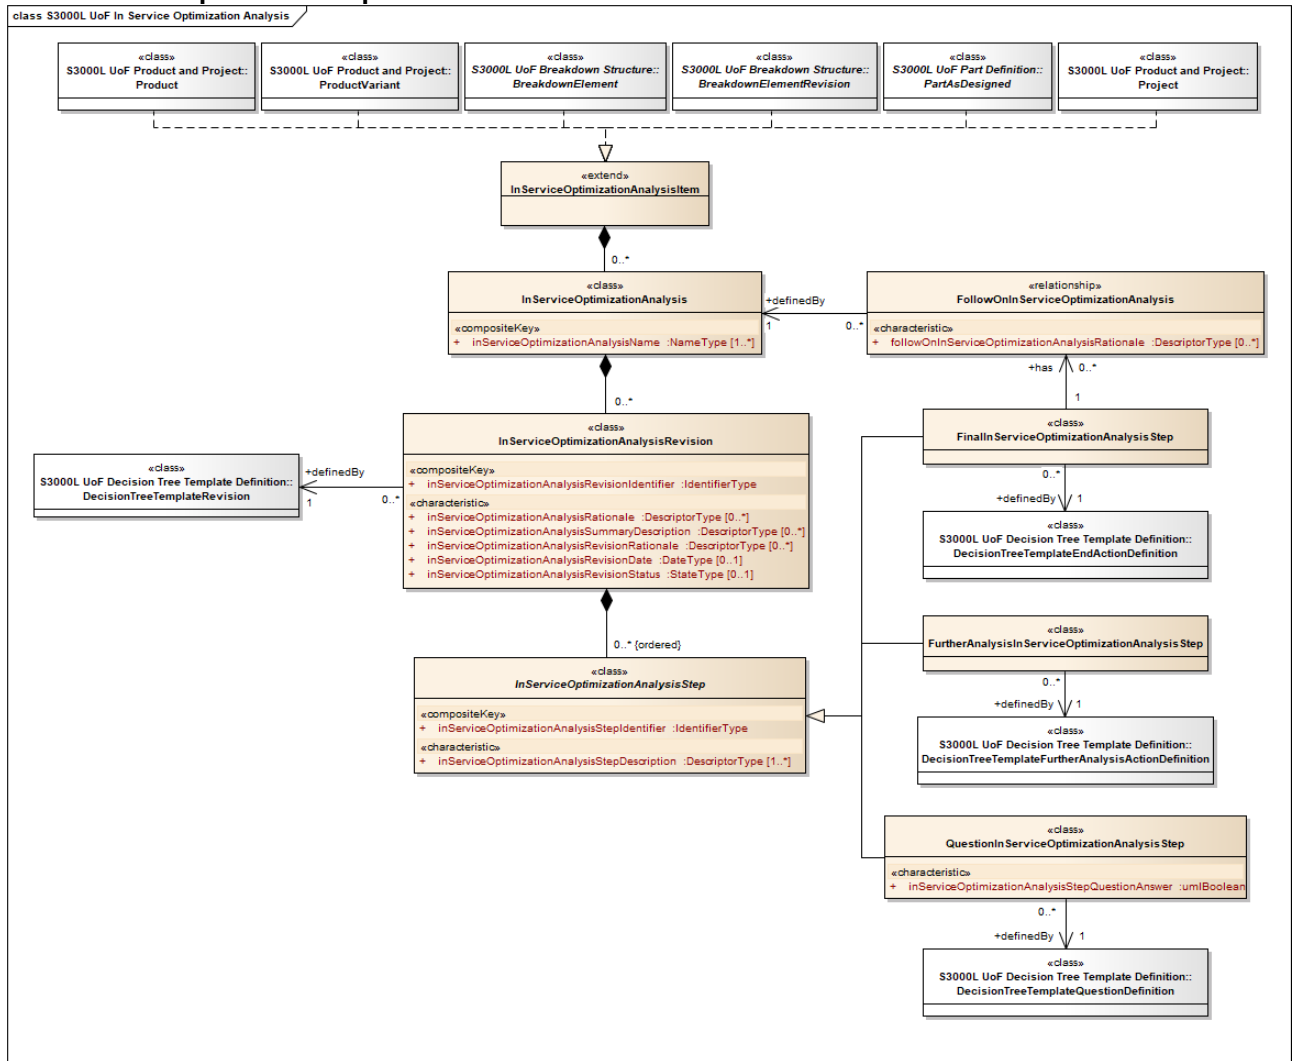 class S3000L UoF In Service Optimization Analysis
«class»
S3000L UoF Product and Project::
Product
«class»
S3000L UoF Product and Project::
ProductVariant
«class»
S3000L UoF Breakdown Structure::
BreakdownElement
«class»
S3000L UoF Breakdown Structure::
BreakdownElementRevision
«class»
S3000L UoF Part Definition::
PartAsDesigned
«class»
S3000L UoF Product and Project::
Project
«extend»
InServiceOptimizationAnalysisItem
0..*
«class»
InServiceOptimizationAnalysis
«compositeKey»
+ inServiceOptimizationAnalysisName :NameType [1..*]
+definedBy
1
0..*
«relationship»
FollowOnInServiceOptimizationAnalysis
«characteristic»
+ followOnInServiceOptimizationAnalysisRationale :DescriptorType [0..*]
+has
0..*
1
0..*
«class»
InServiceOptimizationAnalysisRevision
«compositeKey»
+ inServiceOptimizationAnalysisRevisionIdentifier :IdentifierType
«characteristic»
+ inServiceOptimizationAnalysisRationale :DescriptorType [0..*]
+ inServiceOptimizationAnalysisSummaryDescription :DescriptorType [0..*]
+ inServiceOptimizationAnalysisRevisionRationale :DescriptorType [0..*]
+ inServiceOptimizationAnalysisRevisionDate :DateType [0..1]
+ inServiceOptimizationAnalysisRevisionStatus :StateType [0..1]
+definedBy
1
0..*
«class»
S3000L UoF Decision Tree Template Definition::
DecisionTreeTemplateRevision
«class»
FinalInServiceOptimizationAnalysisStep
0..*
+definedBy
1
«class»
S3000L UoF Decision Tree Template Definition::
DecisionTreeTemplateEndActionDefinition
0..* {ordered}
«class»
InServiceOptimizationAnalysisStep
«compositeKey»
+ inServiceOptimizationAnalysisStepIdentifier :IdentifierType
«characteristic»
+ inServiceOptimizationAnalysisStepDescription :DescriptorType [1..*]
«class»
FurtherAnalysisInServiceOptimizationAnalysisStep
0..*
+definedBy
1
«class»
S3000L UoF Decision Tree Template Definition::
DecisionTreeTemplateFurtherAnalysisActionDefinition
«class»
QuestionInServiceOptimizationAnalysisStep
«characteristic»
+ inServiceOptimizationAnalysisStepQuestionAnswer :umlBoolean
0..*
+definedBy
1
«class»
S3000L UoF Decision Tree Template Definition::
DecisionTreeTemplateQuestionDefinition